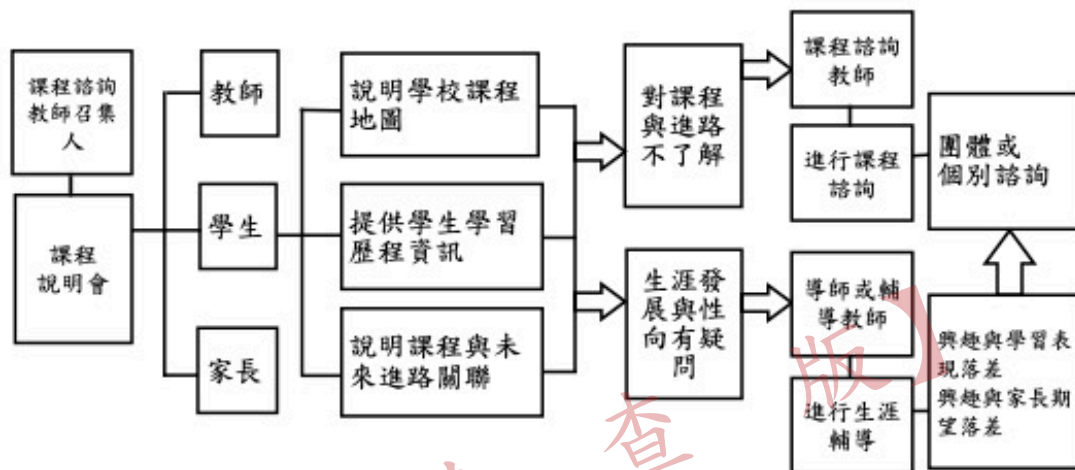 課程諮詢
教師召集
人
課程
說明會
教師
學生
家長
說明學校課程
地圖
提供學生學習
歷程資訊
說明課程與未
來進路關聯
對課程
與進路
不了解
生涯發
展與性
向有疑
問
課程諮詢
教師
進行課程
諮詢
導師或輔
導教師
進行生涯
輔導
團體或
個別諮詢
興趣與學習表
現落差
興趣與家長期
望落差
查
版】